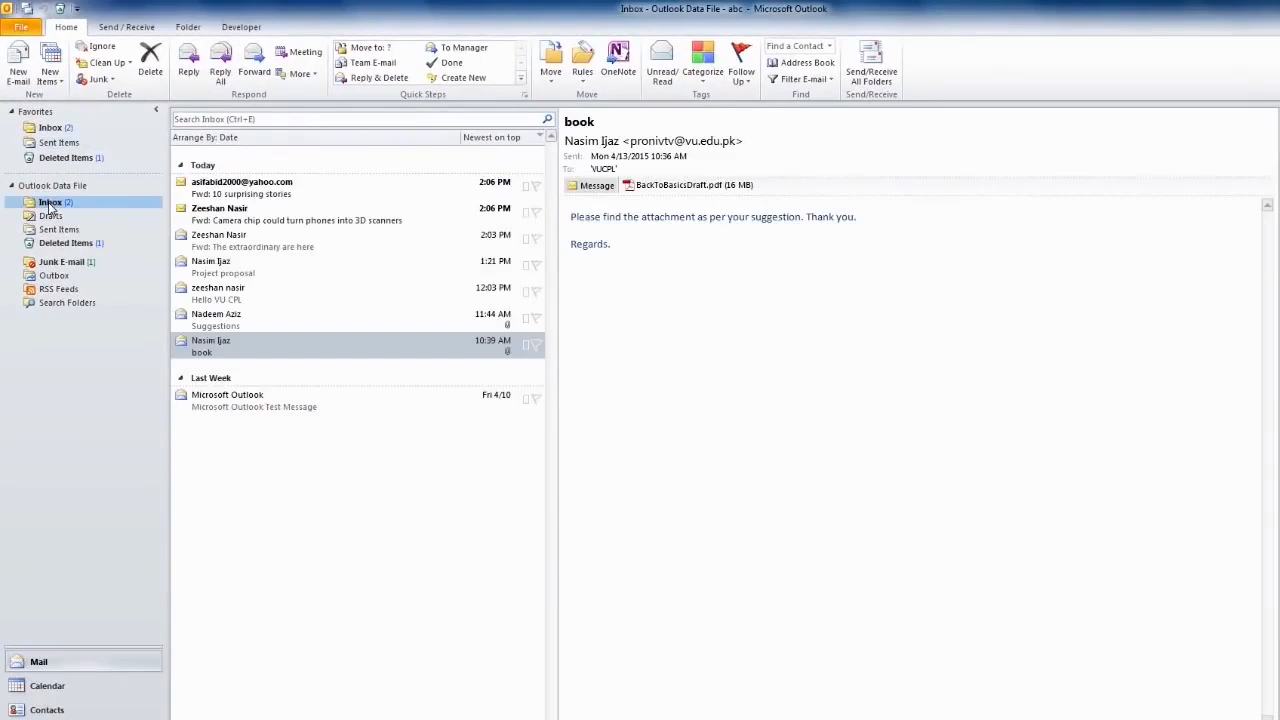 Inbox - Outlook Data File - abc - Microsoft Outlook
File Home Send / Receive Folder Developer
New E-mail
New Items
Ignore
Clean Up
Junk
Delete
Reply
Reply All
Forward
Meeting
More
Move to: ?
Team E-mail
Reply & Delete
To Manager
Done
Create New
Move
Rules
OneNote
Unread/ Read
Categorize
Follow Up
Find a Contact
Address Book
Filter E-mail
Send/Receive All Folders
New Delete Respond Quick Steps Move Tags Find Send/Receive
Favorites
Inbox (2)
Sent Items
Deleted Items (1)
Outlook Data File
Inbox (2)
Drafts
Sent Items
Deleted Items (1)
Junk E-mail [1]
Outbox
RSS Feeds
Search Folders
Mail
Calendar
Contacts
Search Inbox (Ctrl+E)
Arrange By: Date Newest on top
Today
asifabid2000@yahoo.com 2:06 PM
Fwd: 10 surprising stories
Zeeshan Nasir 2:06 PM
Fwd: Camera chip could turn phones into 3D scanners
Zeeshan Nasir 2:03 PM
Fwd: The extraordinary are here
Nasim Ijaz 1:21 PM
Project proposal
zeeshan nasir 12:03 PM
Hello VU CPL
Nadeem Aziz 11:44 AM
Suggestions
Nasim Ijaz 10:39 AM
book
Last Week
Microsoft Outlook Fri 4/10
Microsoft Outlook Test Message
book
Nasim Ijaz <pronivtv@vu.edu.pk>
Sent: Mon 4/13/2015 10:36 AM
To: 'VUCPL'
Message BackToBasicsDraft.pdf (16 MB)
Please find the attachment as per your suggestion. Thank you.
Regards.